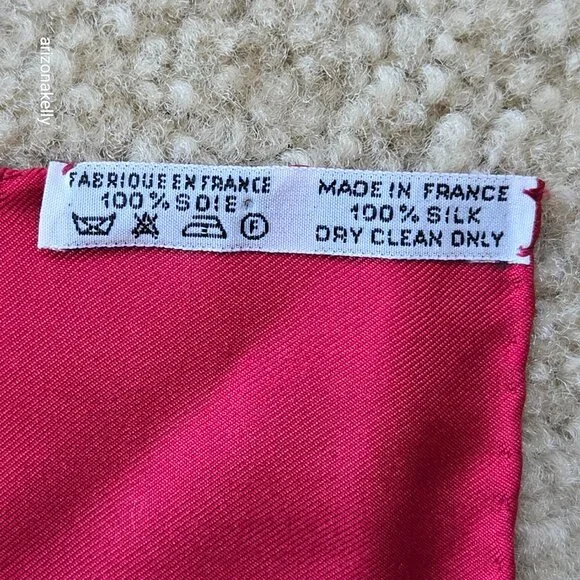 arizonakelly
FABRIQUE EN FRANCE
100% SOIE
F
MADE IN FRANCE
100% SILK
DRY CLEAN ONLY